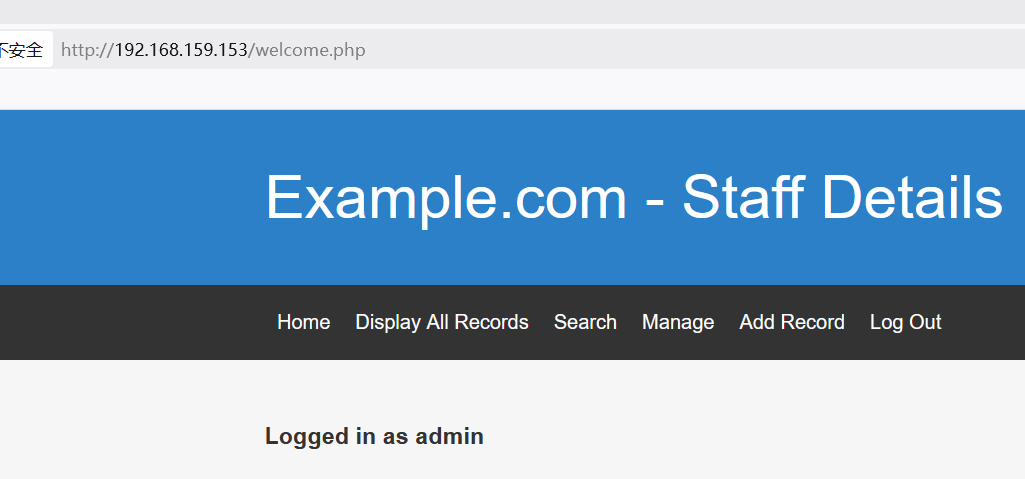 不安全 http://192.168.159.153/welcome.php
Example.com - Staff Details
Home Display All Records Search Manage Add Record Log Out
Logged in as admin